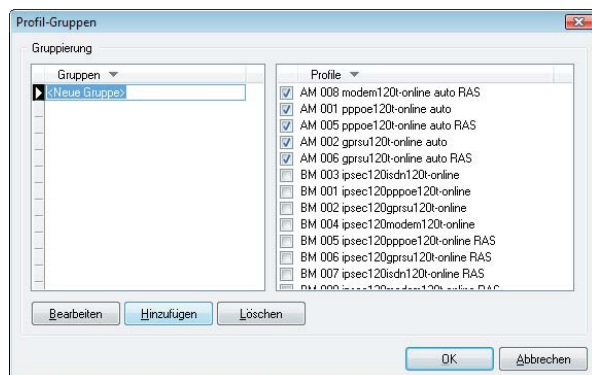 Profil-Gruppen
Gruppierung
Gruppen
<Neue Gruppe>
Profile
AM 008 modem120t-online auto RAS
AM 001 pppoe120t-online auto
AM 005 pppoe120t-online auto RAS
AM 002 gprsu120t-online auto
AM 006 gprsu120t-online auto RAS
BM 003 ipsec120isdn120t-online
BM 001 ipsec120pppoe120t-online
BM 002 ipsec120gprsu120t-online
BM 004 ipsec120modem120t-online
BM 005 ipsec120pppoe120t-online RAS
BM 006 ipsec120gprsu120t-online RAS
BM 007 ipsec120isdn120t-online RAS
Bearbeiten Hinzufügen Löschen
OK Abbrechen